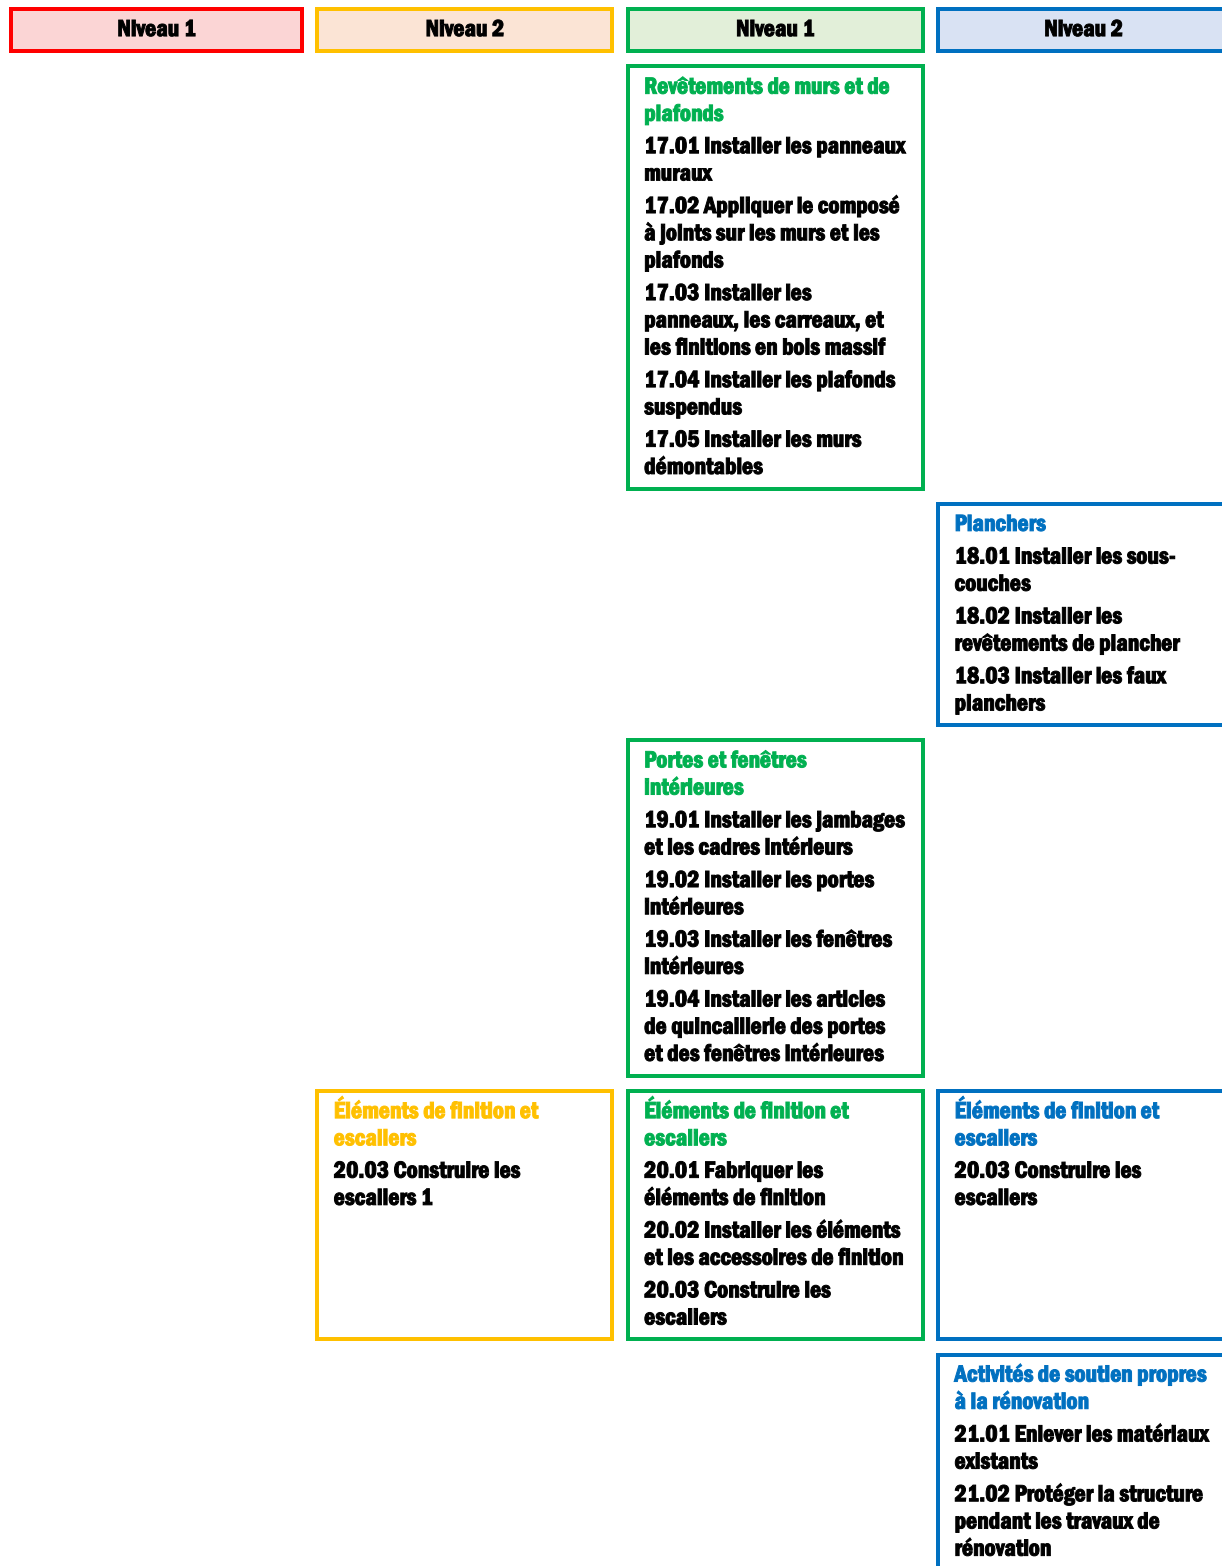 Niveau 1
Niveau 2
Niveau 1
Niveau 2
Revêtements de murs et de
plafonds
17.01 Installer les panneaux
muraux
17.02 Appliquer le composé
à joints sur les murs et les
plafonds
17.03 Installer les
panneaux, les carreaux, et
les finitions en bois massif
17.04 Installer les plafonds
suspendus
17.05 Installer les murs
démontables
Planchers
18.01 Installer les sous-
couches
18.02 Installer les
revêtements de plancher
18.03 Installer les faux
planchers
Portes et fenêtres
intérieures
19.01 Installer les jambages
et les cadres intérieurs
19.02 Installer les portes
intérieures
19.03 Installer les fenêtres
intérieures
19.04 Installer les articles
de quincaillerie des portes
et des fenêtres intérieures
Éléments de finition et
escaliers
20.03 Construire les
escaliers 1
Éléments de finition et
escaliers
20.01 Fabriquer les
éléments de finition
20.02 Installer les éléments
et les accessoires de finition
20.03 Construire les
escaliers
Éléments de finition et
escaliers
20.03 Construire les
escaliers
Activités de soutien propres
à la rénovation
21.01 Enlever les matériaux
existants
21.02 Protéger la structure
pendant les travaux de
rénovation